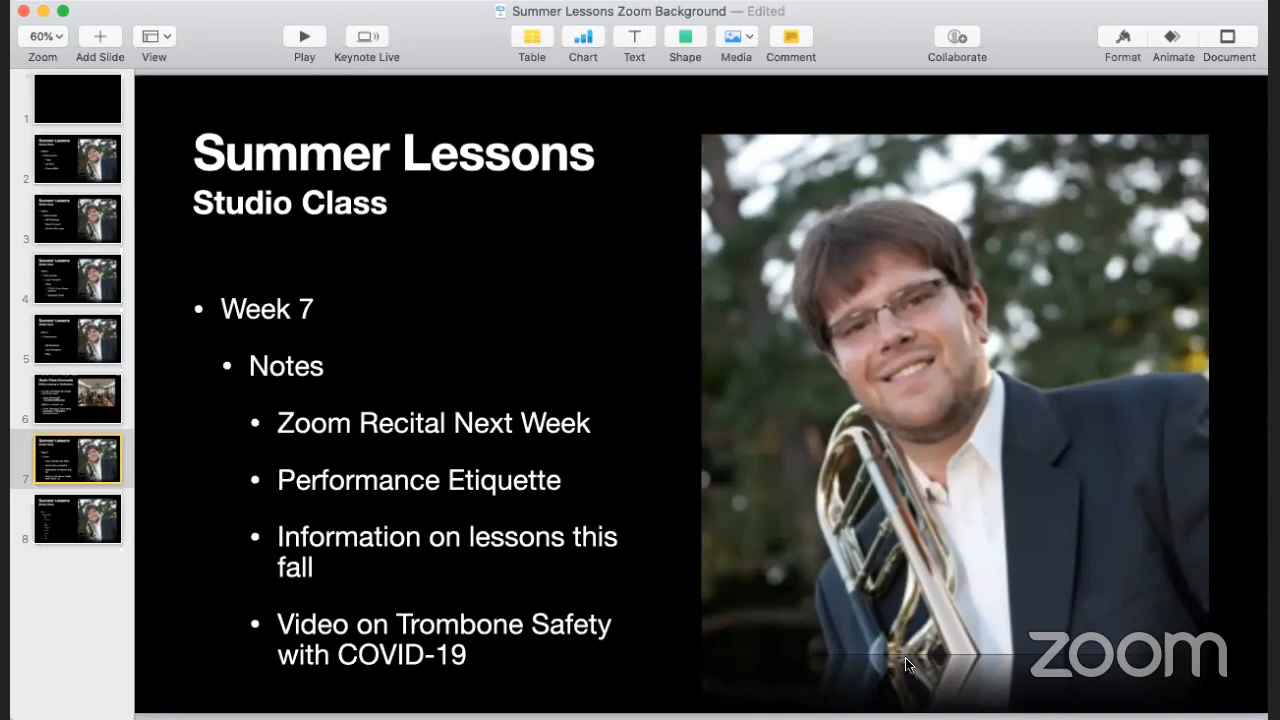 Summer Lessons Zoom Background — Edited
60%
Zoom
Add Slide
View
Play
Keynote Live
Table
Chart
Text
Shape
Media
Comment
Collaborate
Format
Animate
Document
1
2
3
4
5
6
7
8
Summer Lessons
Studio Class
• Week 7
• Notes
• Zoom Recital Next Week
• Performance Etiquette
• Information on lessons this
fall
• Video on Trombone Safety
with COVID-19
zoom